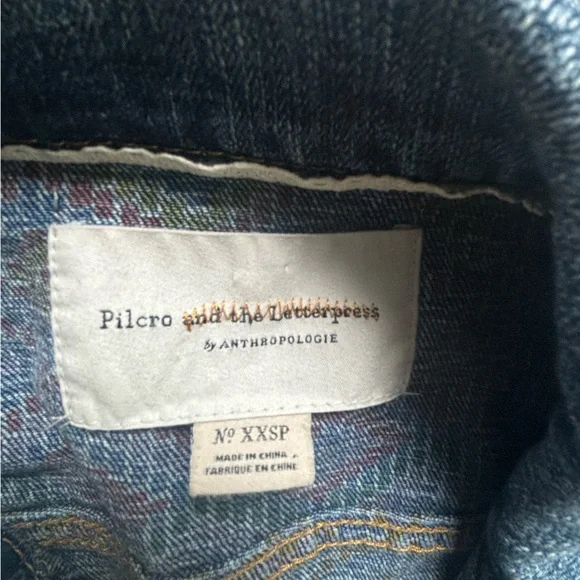 Pilcro and the Letterpress
by ANTHROPOLOGIE
Nº XXSP
MADE IN CHINA
FABRIQUÉ EN CHINE